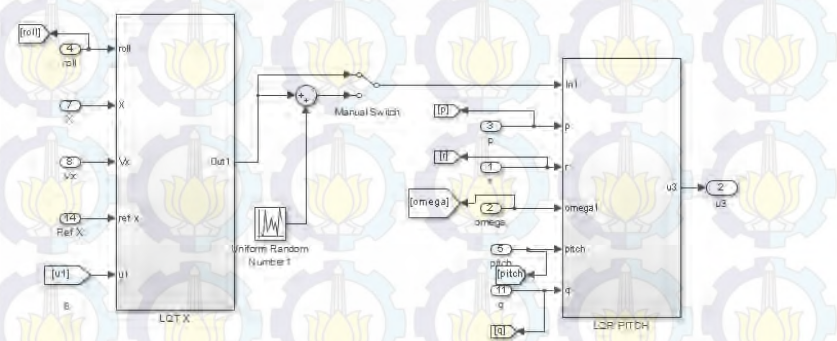 [roll]
4
roll
roll
7
X
X
8
Vx
Vx
14
Ref X
ref x
[u1]
u1
Out1
LQT X
Uniform Random
Number1
Manual Switch
In1
[p]
3
p
p
[r]
1
r
[omega]
2
omega
omega1
5
pitch
pitch
[pitch]
11
q
q
[q]
u3
2
u3
LQR PITCH